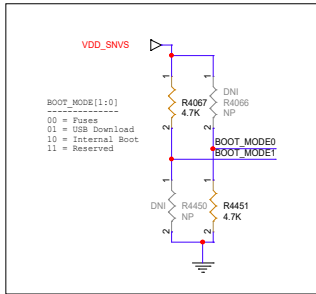 VDD_SNVS
1
1
DNI
R4067
R4066
4.7K
NP
2
2
BOOT_MODE[1:0]
--------------
00 = Fuses
01 = USB Download
10 = Internal Boot
11 = Reserved
BOOT_MODE0
BOOT_MODE1
1
1
DNI
R4450
R4451
NP
4.7K
2
2